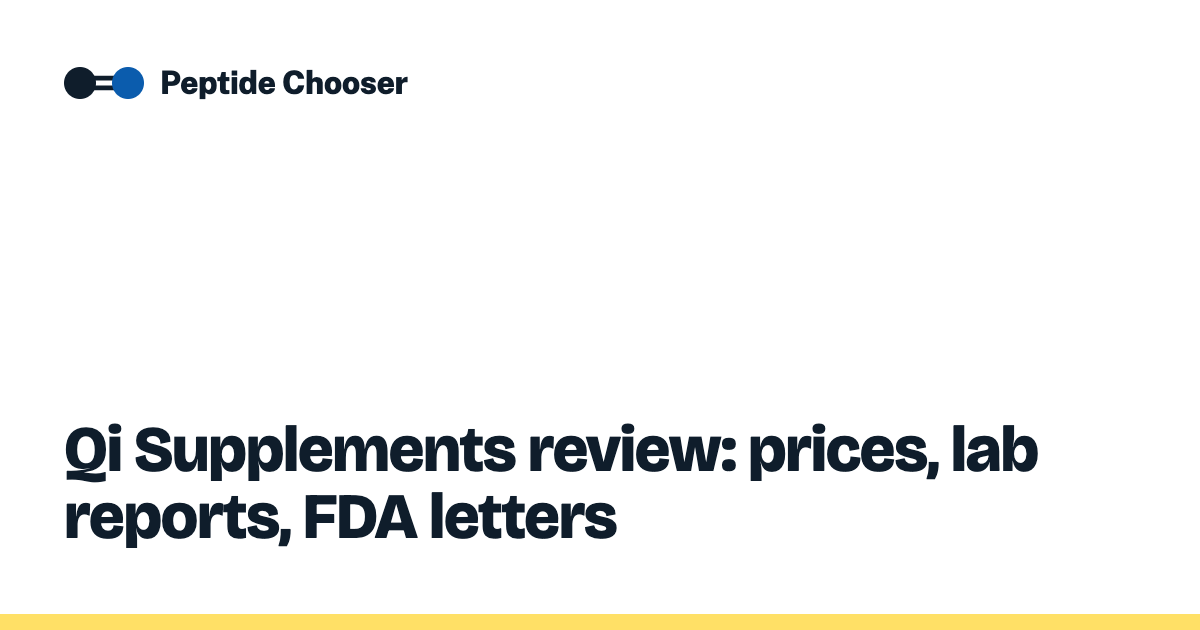 Peptide Chooser
Qi Supplements review: prices, lab
reports, FDA letters